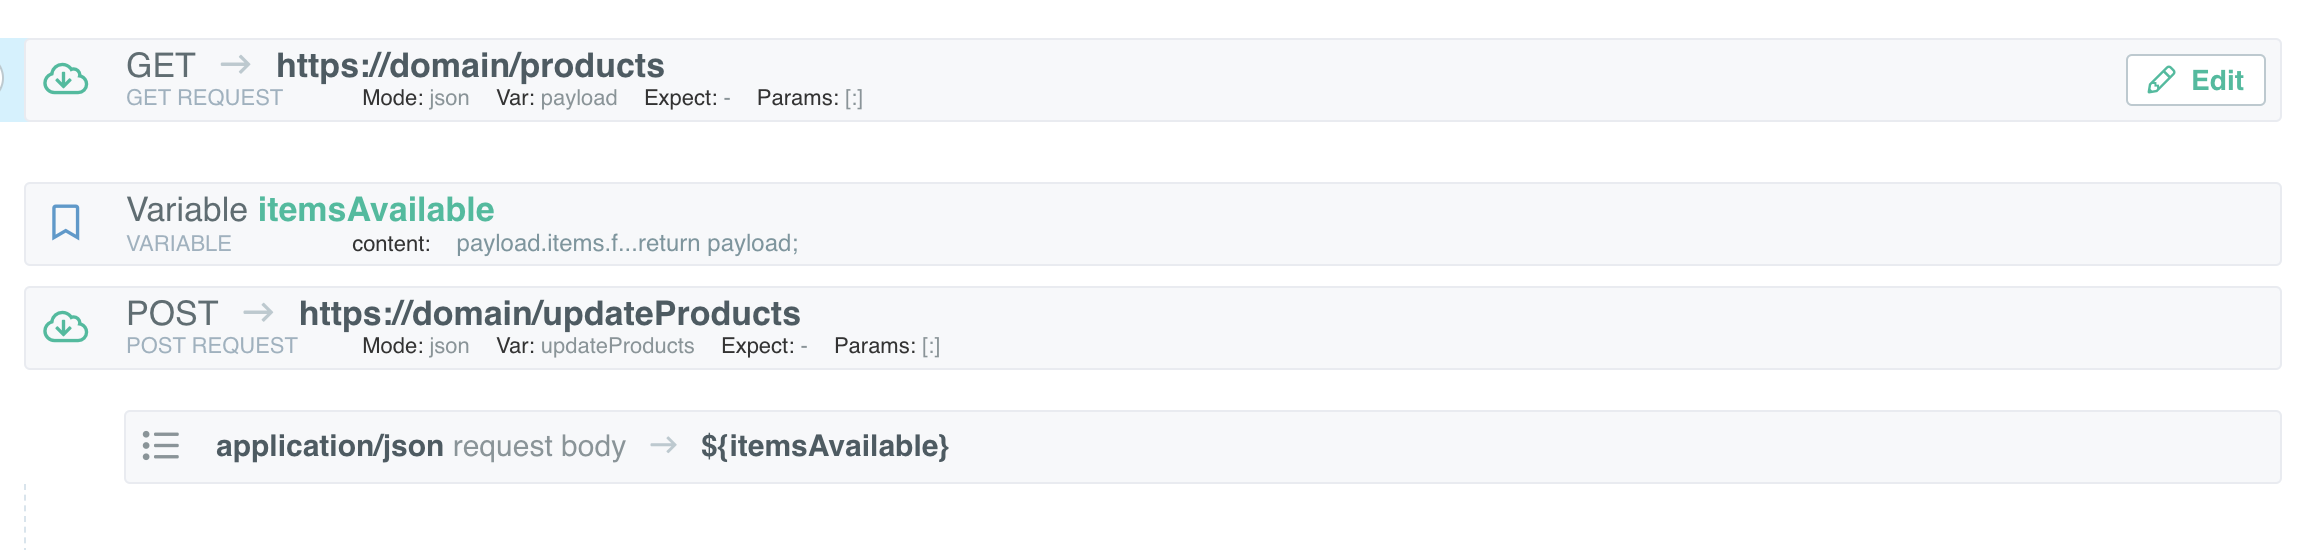 GET → https://domain/products
GET REQUEST Mode: json Var: payload Expect: - Params: [:]
Edit
Variable itemsAvailable
VARIABLE content: payload.items.f...return payload;
POST → https://domain/updateProducts
POST REQUEST Mode: json Var: updateProducts Expect: - Params: [:]
application/json request body → ${itemsAvailable}